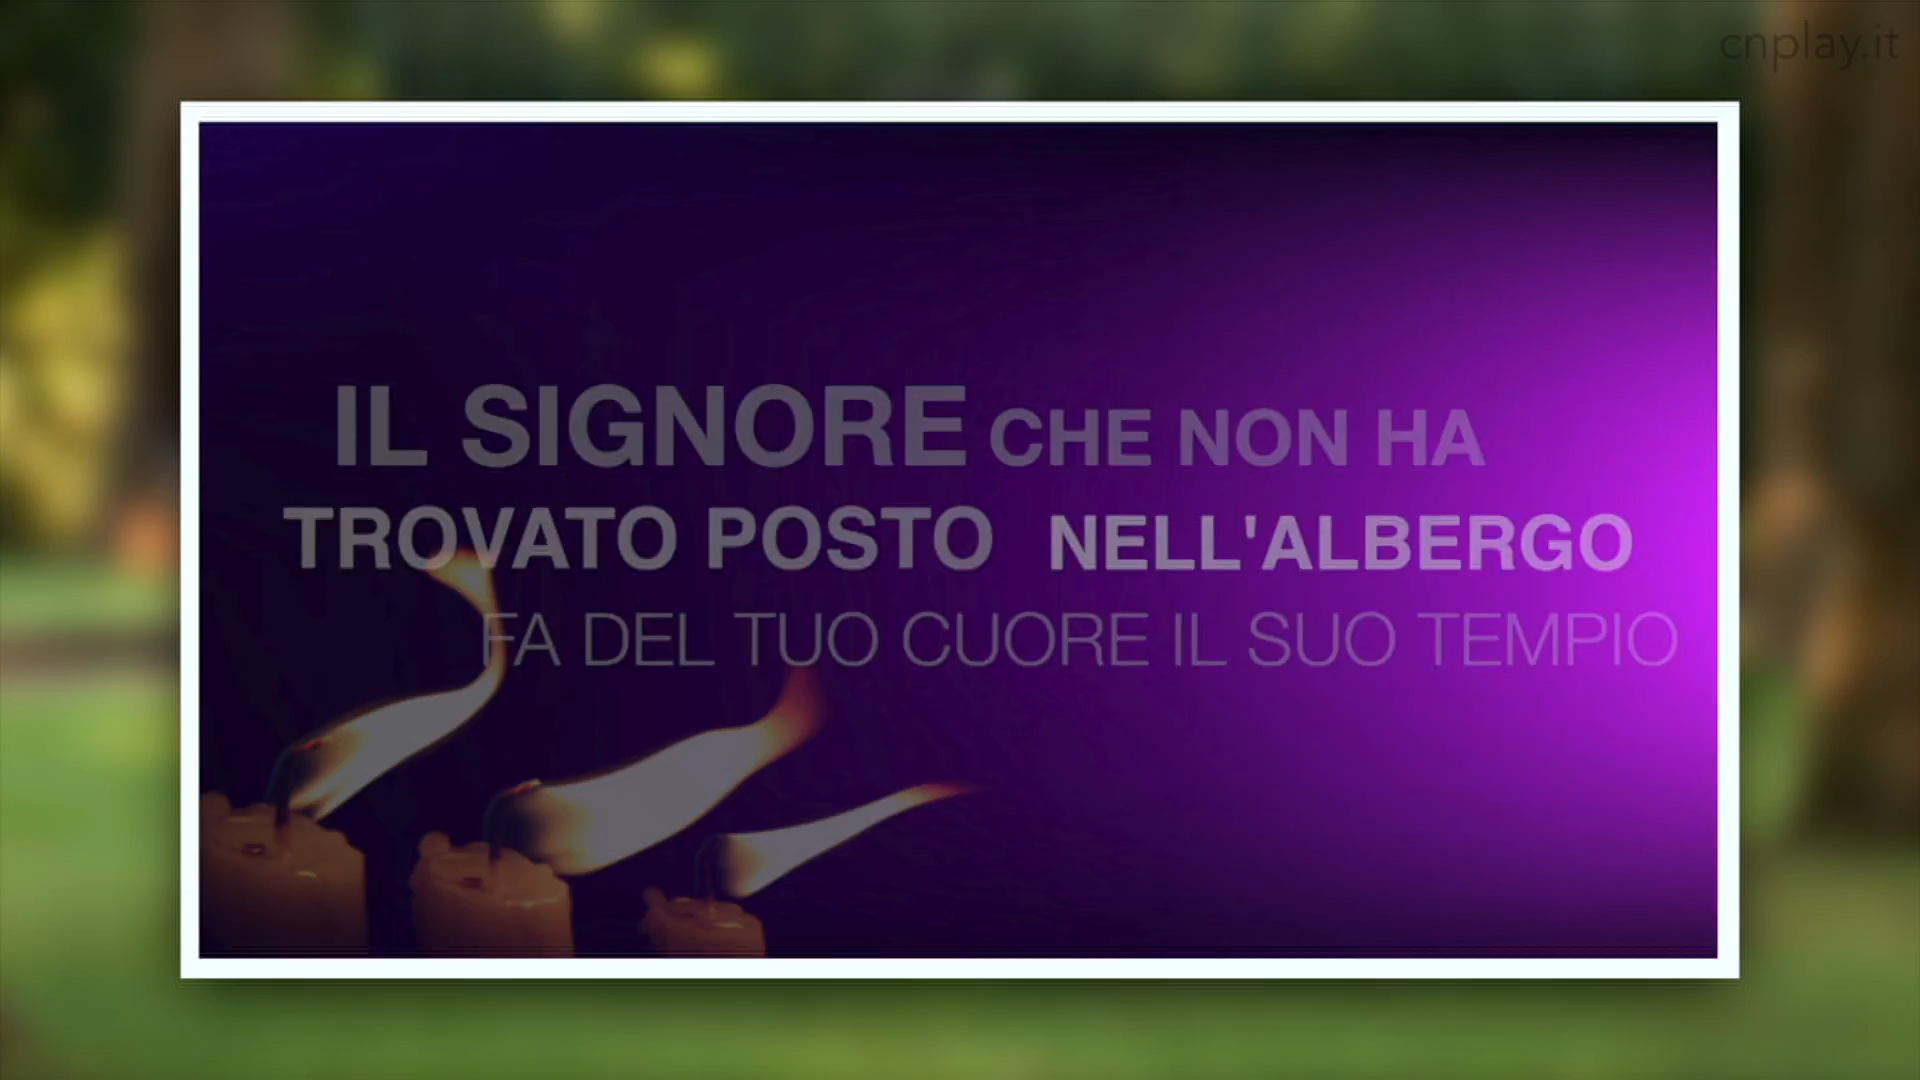 cnplay.it
IL SIGNORE CHE NON HA
TROVATO POSTO NELL'ALBERGO
FA DEL TUO CUORE IL SUO TEMPIO